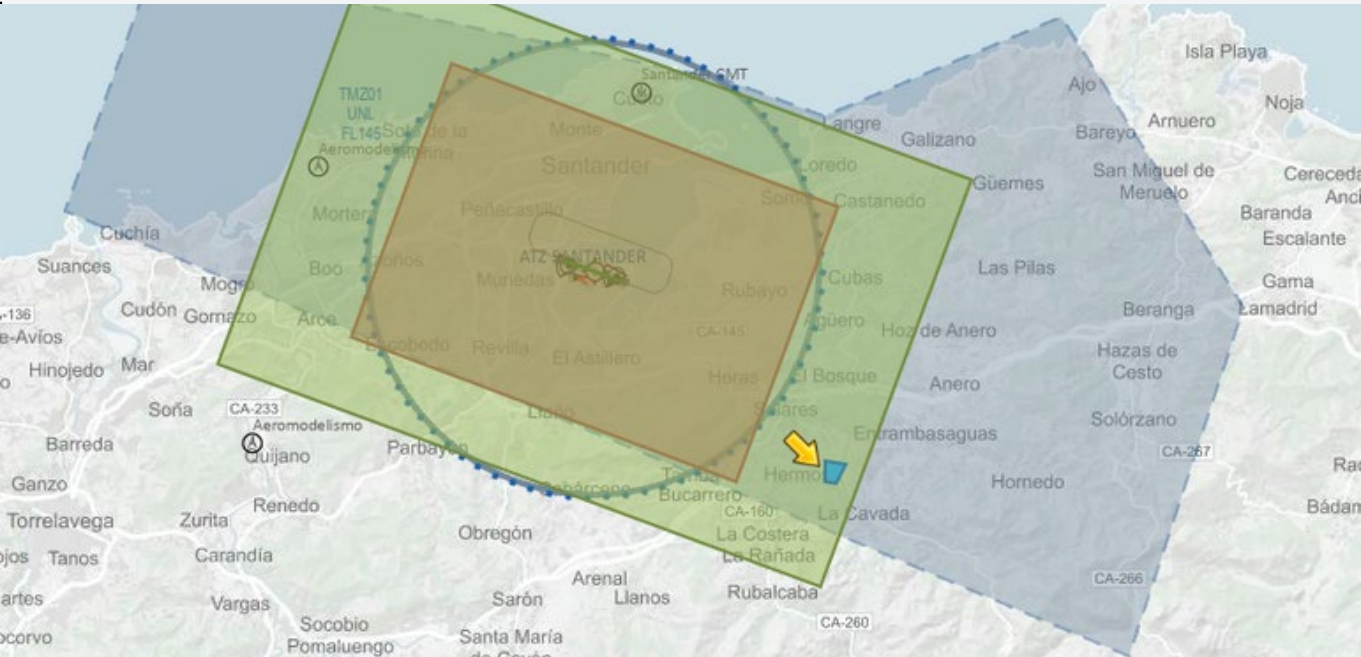 Isla Playa
Santander CMT
Ajo
TMZ01
UNL
FL145
Cueto
Noja
Arnuero
Langre
Bareyo
Galizano
Monte
Aeromodelismo
Santander
Loredo
San Miguel de
Meruelo
Güemes
Somo
Castanedo
Peñacastillo
Baranda
Cuchía
Escalante
ATZ SANTANDER
Suances
Boo
Las Pilas
Muriedas
Cubas
Mogro
Gama
Rubayo
Cudón
Gornazo
Arce
Beranga
Lamadrid
-136
e-Avíos
Agüero
Hoz de Anero
CA-145
Escobedo
Revilla
El Astillero
Hazas de
Cesto
Hinojedo
Mar
Heras
El Bosque
Anero
Soña
CA-233
Liaño
Solares
Solórzano
Aeromodelismo
Entrambasaguas
Barreda
Quijano
Parbayón
CA-267
Ganzo
Hornedo
Renedo
Bucarrero
CA-160
La Cavada
Torrelavega
Zurita
Obregón
La Costera
La Rañada
Tanos
Carandía
Arenal
CA-266
Llanos
Rubalcaba
Sarón
Vargas
CA-260
Socobio
Pomaluengo
Santa María